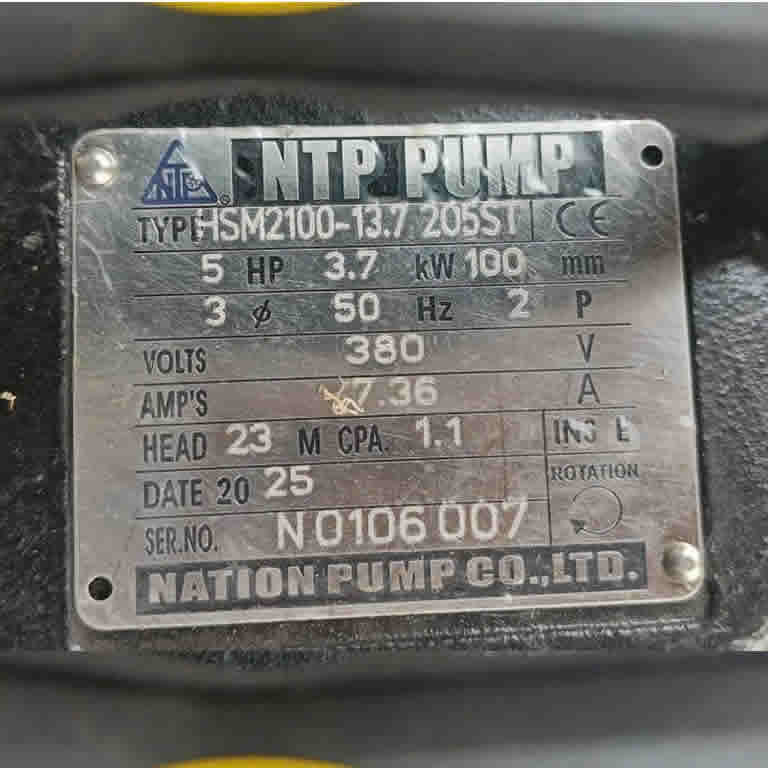 NTP ® NTP PUMP
TYPE HSM2100-13.7 205ST CE
5 HP 3.7 kW 100 mm
3 ϕ 50 Hz 2 P
VOLTS 380 V
AMP'S 7.36 A
HEAD 23 M CPA. 1.1 INS E
DATE 20 25 ROTATION
SER.NO. N0106007
NATION PUMP CO.,LTD.